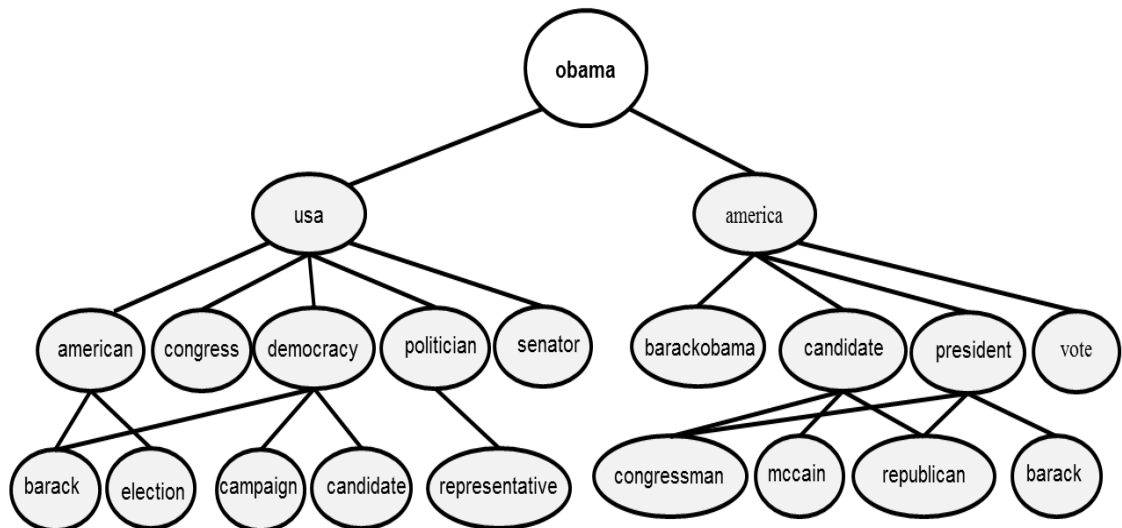 obama
usa
america
american
congress
democracy
politician
senator
barackobama
candidate
president
vote
barack
election
campaign
candidate
representative
congressman
mccain
republican
barack